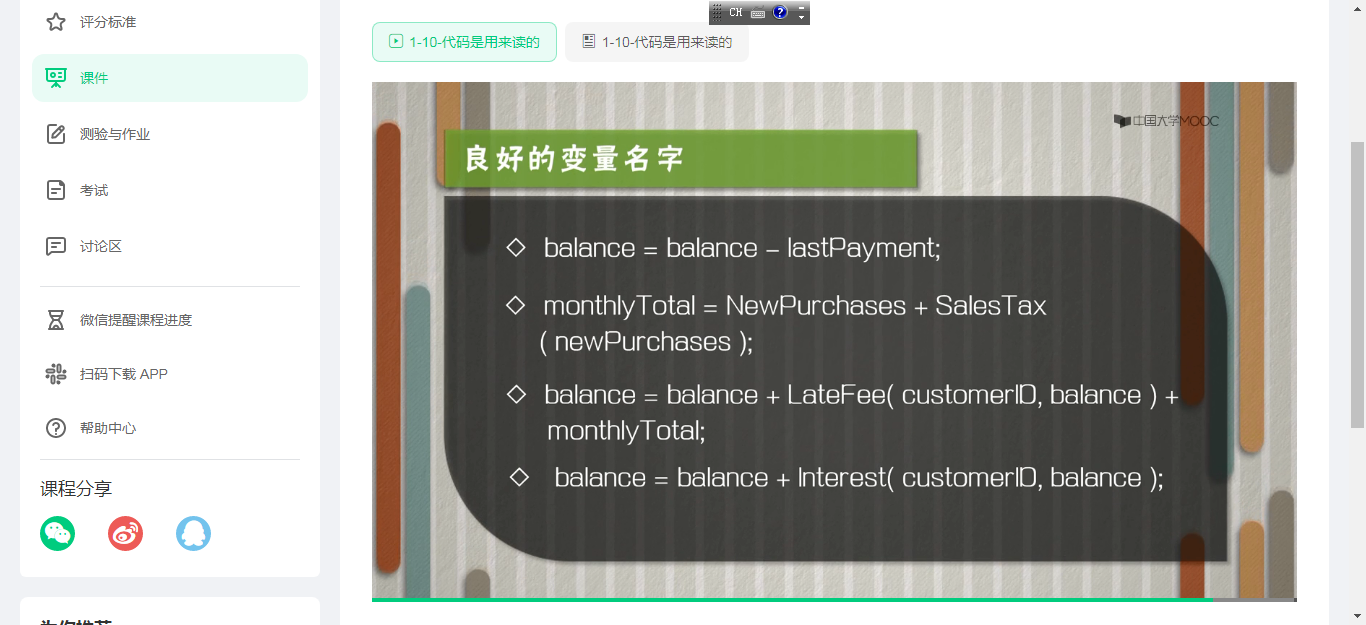 评分标准
课件
测验与作业
考试
讨论区
微信提醒课程进度
扫码下载 APP
帮助中心
课程分享
为你推荐
CH
1-10-代码是用来读的
1-10-代码是用来读的
中国大学MOOC
良好的变量名字
◇ balance = balance – lastPayment;
◇ monthlyTotal = NewPurchases + SalesTax
( newPurchases );
◇ balance = balance + LateFee( customerID, balance ) +
monthlyTotal;
◇ balance = balance + Interest( customerID, balance );